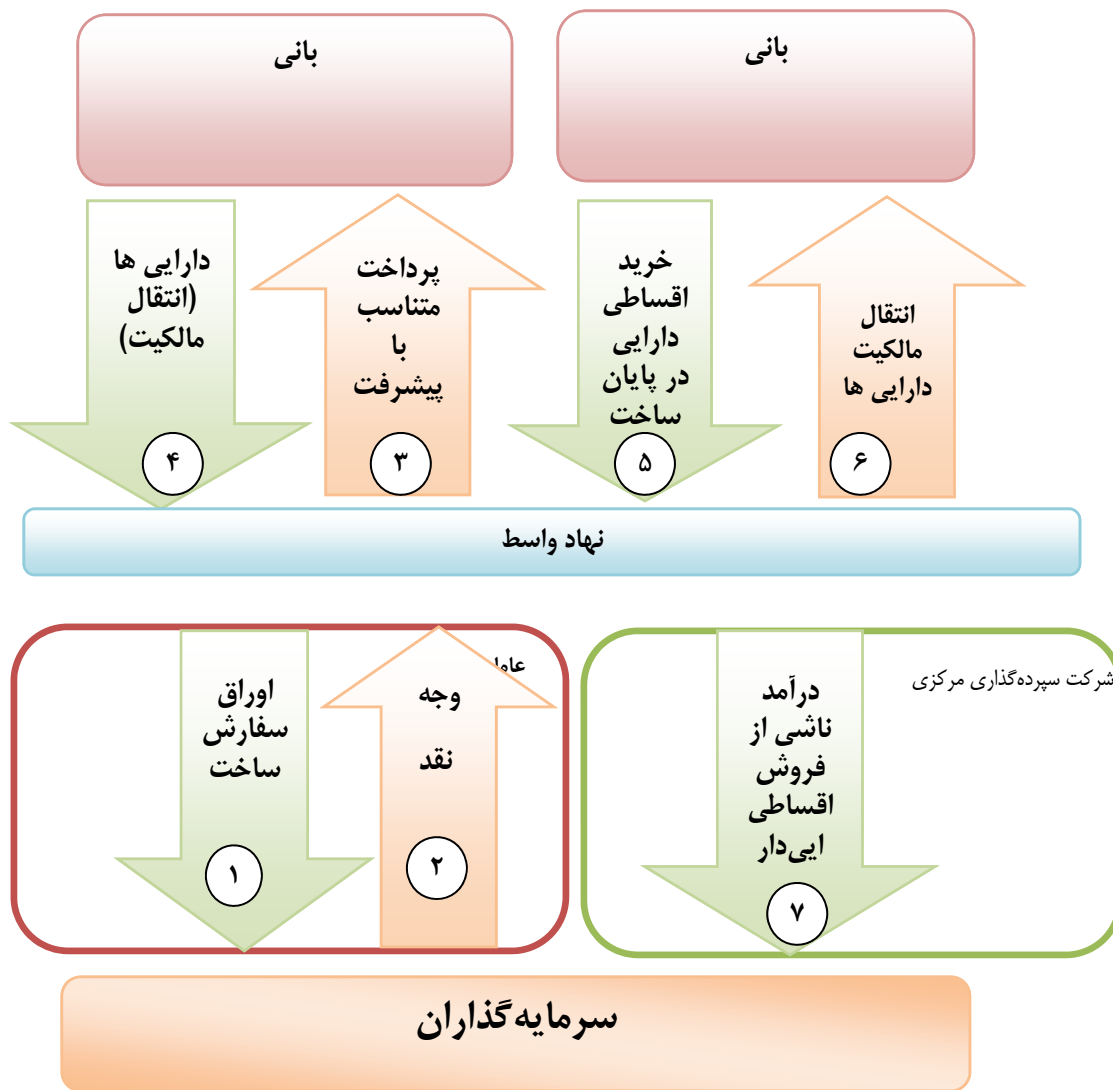 بانی
بانی
خرید
اقساطی
دارایی
در پایان
ساخت
۵
انتقال
مالکیت
دارایی ها
۶
دارایی ها
(انتقال
مالکیت)
۴
پرداخت
متناسب
با
پیشرفت
۳
نهاد واسط
شرکت سپرده‌گذاری مرکزی
درآمد
ناشی از
فروش
اقساطی
ایی‌دار
۷
عامل
اوراق
سفارش
ساخت
۱
وجه
نقد
۲
سرمایه‌گذاران